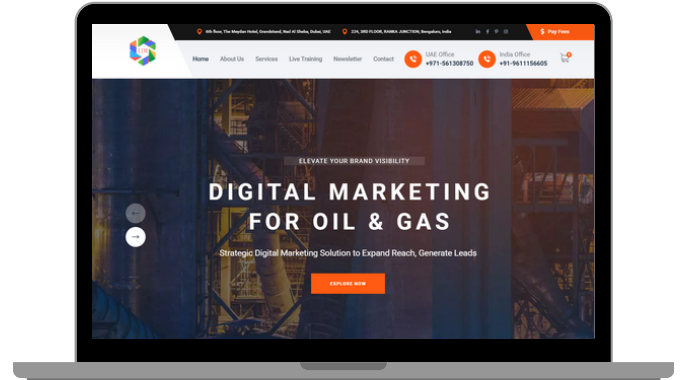 6th floor, The Meydan Hotel, Grandstand, Nad Al Sheba, Dubai, UAE
224, 3RD FLOOR, RAMKA JUNCTION, Bengaluru, India
$ Pay Fees
Home About Us Services Live Training Newsletter Contact
UAE Office
+971-561308750
India Office
+91-9611156605
ELEVATE YOUR BRAND VISIBILITY
DIGITAL MARKETING
FOR OIL & GAS
Strategic Digital Marketing Solution to Expand Reach, Generate Leads
EXPLORE NOW